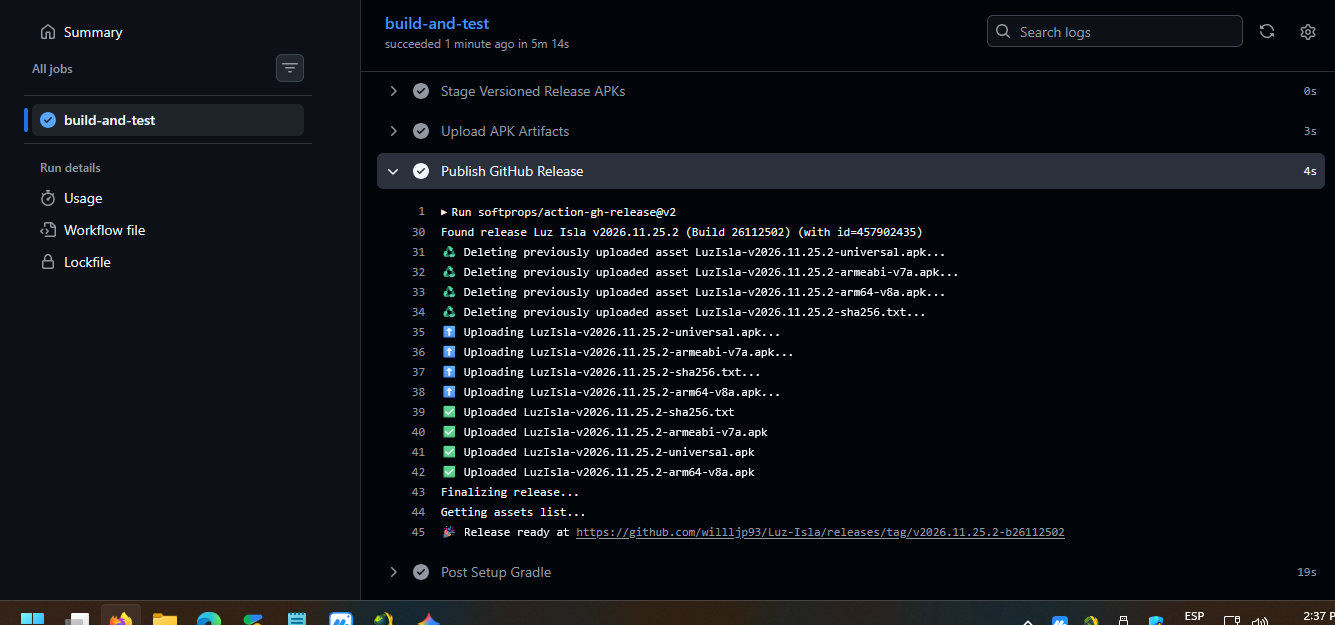 Summary
All jobs
build-and-test
Run details
Usage
Workflow file
Lockfile
build-and-test
succeeded 1 minute ago in 5m 14s
Search logs
Stage Versioned Release APKs 0s
Upload APK Artifacts 3s
Publish GitHub Release 4s
1 Run softprops/action-gh-release@v2
30 Found release Luz Isla v2026.11.25.2 (Build 26112502) (with id=457902435)
31 Deleting previously uploaded asset LuzIsla-v2026.11.25.2-universal.apk...
32 Deleting previously uploaded asset LuzIsla-v2026.11.25.2-armeabi-v7a.apk...
33 Deleting previously uploaded asset LuzIsla-v2026.11.25.2-arm64-v8a.apk...
34 Deleting previously uploaded asset LuzIsla-v2026.11.25.2-sha256.txt...
35 Uploading LuzIsla-v2026.11.25.2-universal.apk...
36 Uploading LuzIsla-v2026.11.25.2-armeabi-v7a.apk...
37 Uploading LuzIsla-v2026.11.25.2-sha256.txt...
38 Uploading LuzIsla-v2026.11.25.2-arm64-v8a.apk...
39 Uploaded LuzIsla-v2026.11.25.2-sha256.txt
40 Uploaded LuzIsla-v2026.11.25.2-armeabi-v7a.apk
41 Uploaded LuzIsla-v2026.11.25.2-universal.apk
42 Uploaded LuzIsla-v2026.11.25.2-arm64-v8a.apk
43 Finalizing release...
44 Getting assets list...
45 Release ready at https://github.com/willljp93/Luz-Isla/releases/tag/v2026.11.25.2-b26112502
Post Setup Gradle 19s
ESP
2:37 P